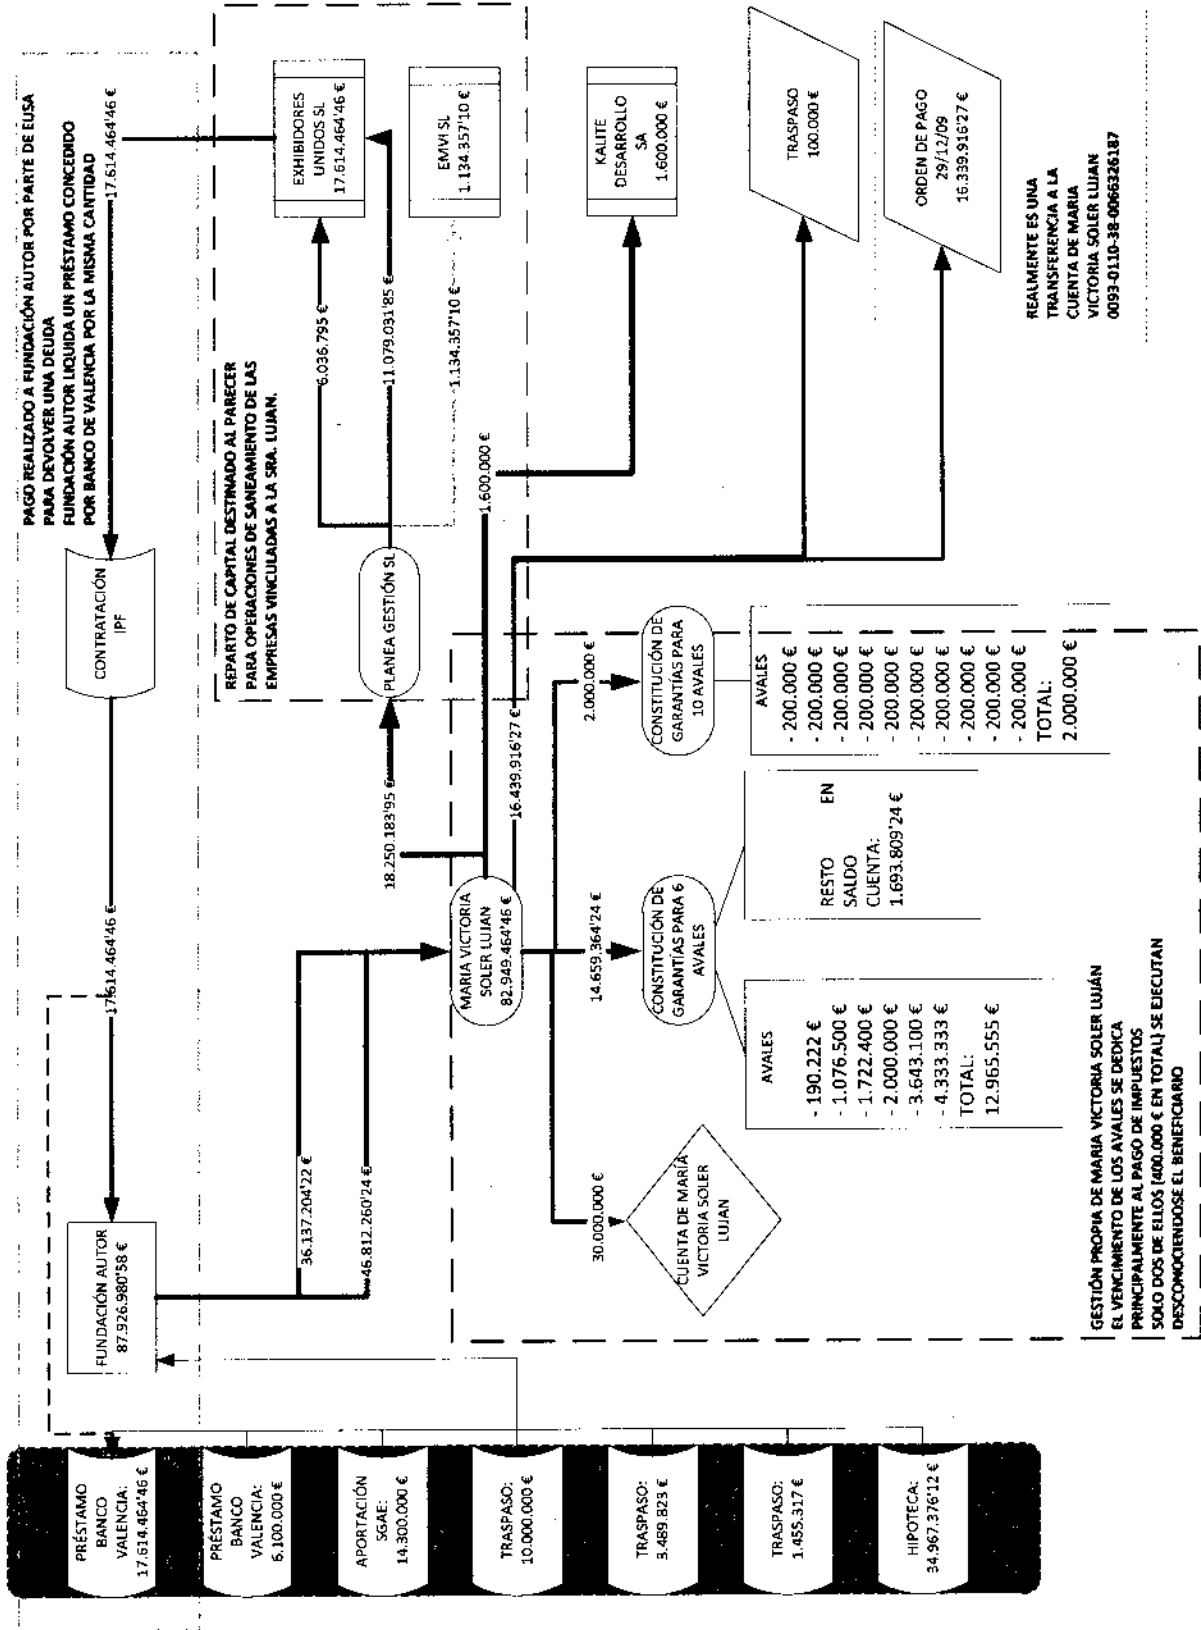 PRÉSTAMO
BANCO
VALENCIA:
17.614.464'46 €
PRÉSTAMO
BANCO
VALENCIA:
6.100.000 €
APORTACIÓN
SGAE:
14.300.000 €
TRASPASO:
10.000.000 €
TRASPASO:
3.489.823 €
TRASPASO:
1.455.317 €
HIPOTECA:
34.967.376'12 €
FUNDACIÓN AUTOR
87.926.980'58 €
17.614.464'46 €
CONTRATACIÓN
IPF
17.614.464'46 €
PAGO REALIZADO A FUNDACIÓN AUTOR POR PARTE DE EUSA
PARA DEVOLVER UNA DEUDA
FUNDACIÓN AUTOR LIQUIDA UN PRÉSTAMO CONCEDIDO
POR BANCO DE VALENCIA POR LA MISMA CANTIDAD
36.137.204'22 €
46.812.260'24 €
MARIA VICTORIA
SOLER LUJAN
82.949.464'46 €
18.250.183'95 €
REPARTO DE CAPITAL DESTINADO AL PARECER
PARA OPERACIONES DE SANEAMIENTO DE LAS
EMPRESAS VINCULADAS A LA SRA. LUJAN.
PLANEA GESTIÓN SL
6.036.795 €
11.079.031'85 €
1.134.357'10 €
EXHIBIDORES
UNIDOS SL
17.614.464'46 €
EMVI SL
1.134.357'10 €
1.600.000 €
KALITE
DESARROLLO
SA
1.600.000 €
16.439.916'27 €
TRASPASO
100.000 €
ORDEN DE PAGO
29/12/09
16.339.916'27 €
REALMENTE ES UNA
TRANSFERENCIA A LA
CUENTA DE MARIA
VICTORIA SOLER LUJAN
0093-0110-38-0066326187
30.000.000 €
CUENTA DE MARÍA
VICTORIA SOLER
LUJAN
14.659.364'24 €
CONSTITUCIÓN DE
GARANTÍAS PARA 6
AVALES
2.000.000 €
CONSTITUCIÓN DE
GARANTÍAS PARA
10 AVALES
AVALES
- 190.222 €
- 1.076.500 €
- 1.722.400 €
- 2.000.000 €
- 3.643.100 €
- 4.333.333 €
TOTAL:
12.965.555 €
RESTO EN
SALDO
CUENTA:
1.693.809'24 €
AVALES
- 200.000 €
- 200.000 €
- 200.000 €
- 200.000 €
- 200.000 €
- 200.000 €
- 200.000 €
- 200.000 €
- 200.000 €
- 200.000 €
TOTAL:
2.000.000 €
GESTIÓN PROPIA DE MARIA VICTORIA SOLER LUJÁN
EL VENCIMIENTO DE LOS AVALES SE DEDICA
PRINCIPALMENTE AL PAGO DE IMPUESTOS
SOLO DOS DE ELLOS (400.000 € EN TOTAL) SE EJECUTAN
DESCONOCIENDOSE EL BENEFICIARIO